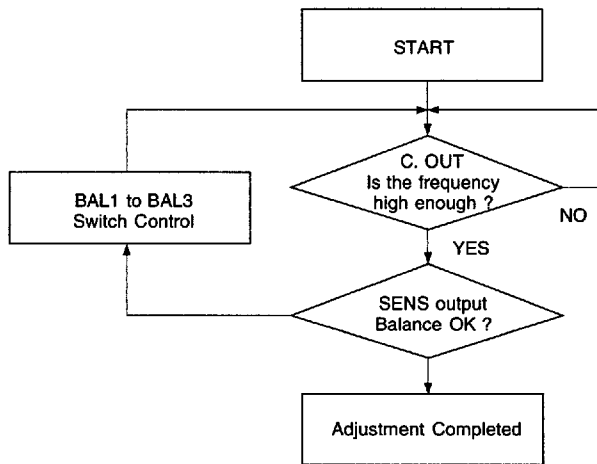 START
C. OUT
Is the frequency
high enough ?
NO
BAL1 to BAL3
Switch Control
YES
SENS output
Balance OK ?
Adjustment Completed